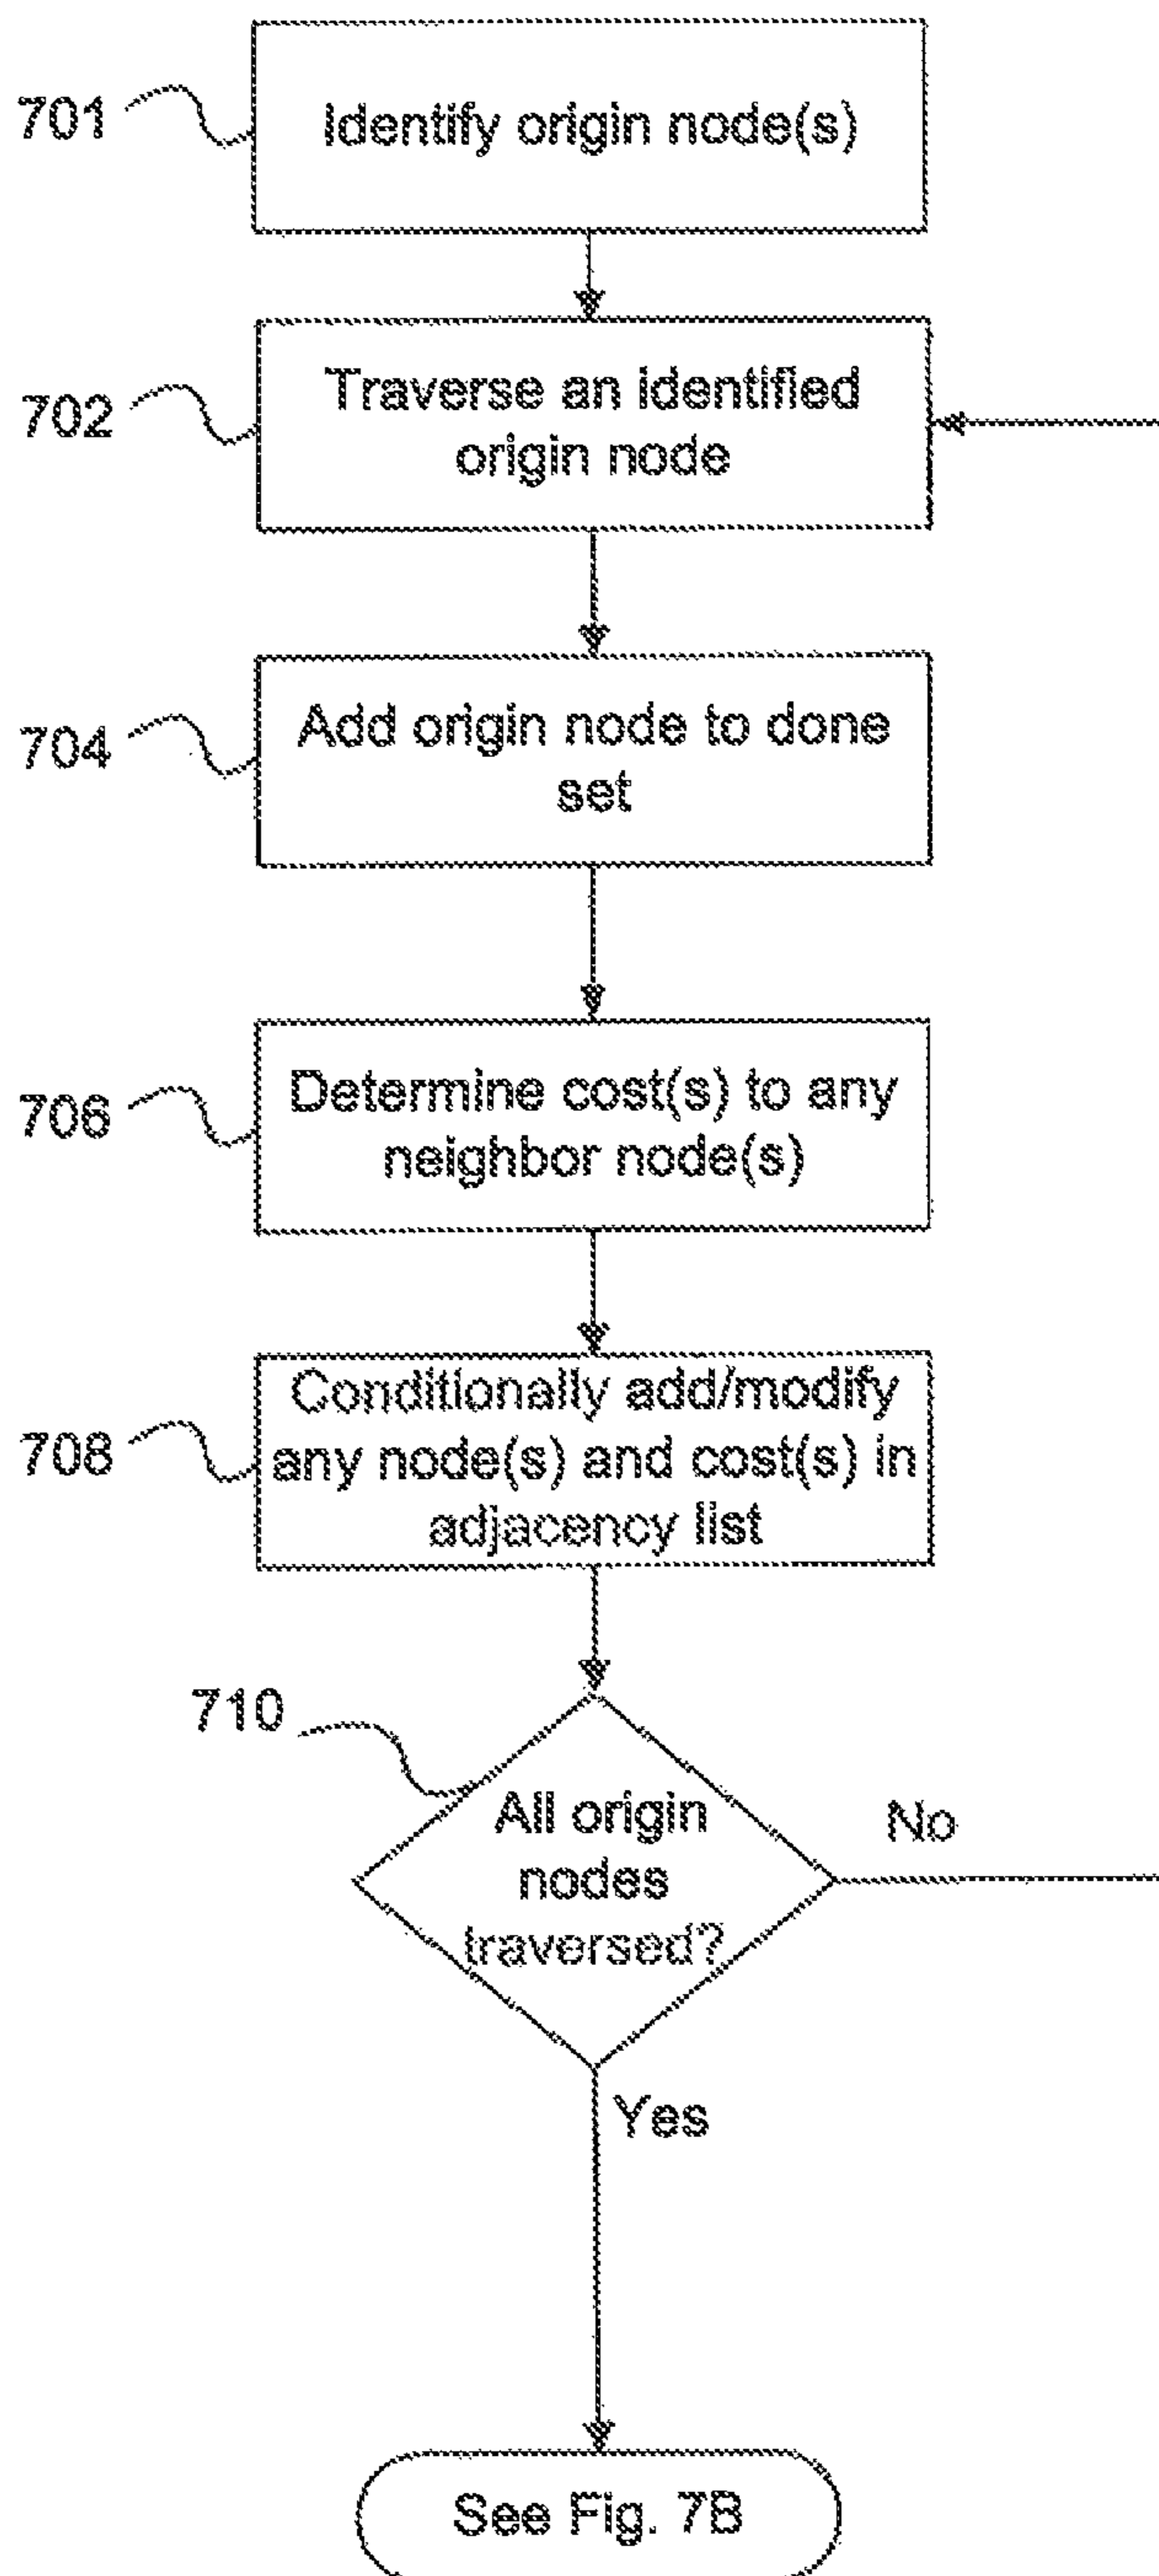 701
Identify origin node(s)
702
Traverse an identified
origin node
704
Add origin node to done
set
706
Determine cost(s) to any
neighbor node(s)
708
Conditionally add/modify
any node(s) and cost(s) in
adjacency list
710
All origin
nodes
traversed?
No
Yes
See Fig. 7B